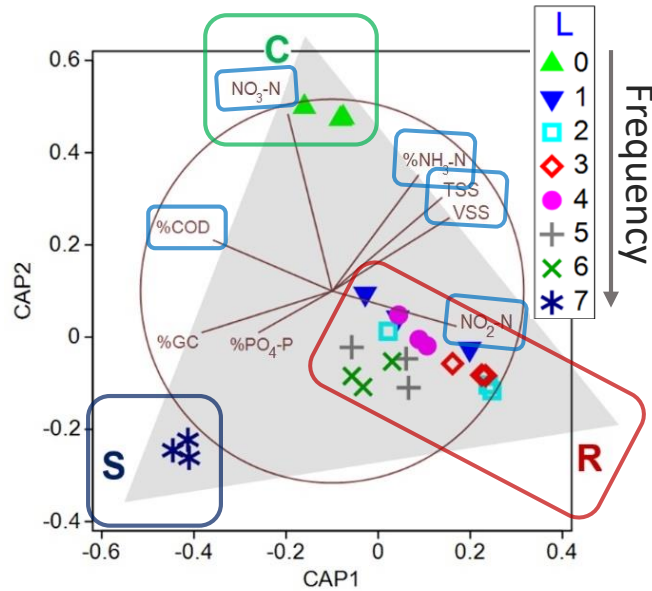 L
0
1
2
3
4
5
6
7
Frequency
C
NO₃-N
%NH₃-N
TSS
VSS
%COD
NO₂-N
%GC
%PO₄-P
S
R
0.6
0.4
0.2
0
-0.2
-0.4
CAP2
-0.6 -0.4 -0.2 0 0.2 0.4
CAP1